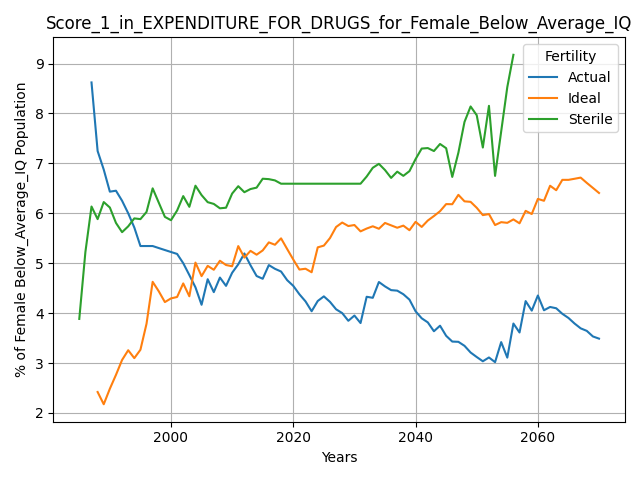 Score_1_in_EXPENDITURE_FOR_DRUGS_for_Female_Below_Average_IQ
% of Female Below_Average_IQ Population
9
8
7
6
5
4
3
2
Fertility
Actual
Ideal
Sterile
2000 2020 2040 2060
Years